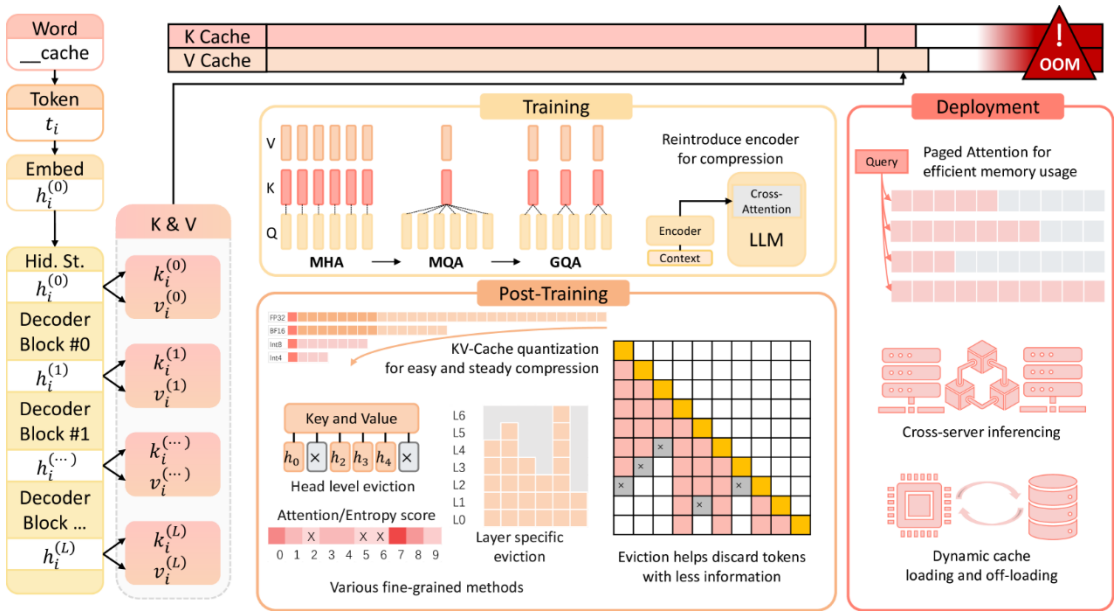 Word
__cache
Token
t_i
Embed
h_i^(0)
Hid. St.
h_i^(0)
Decoder
Block #0
h_i^(1)
Decoder
Block #1
h_i^(...)
Decoder
Block ...
h_i^(L)
K & V
k_i^(0)
v_i^(0)
k_i^(1)
v_i^(1)
k_i^(...)
v_i^(...)
k_i^(L)
v_i^(L)
K Cache
V Cache
!
OOM
Training
V
K
Q
MHA
MQA
GQA
Reintroduce encoder
for compression
Cross-
Attention
LLM
Encoder
Context
Post-Training
FP32
BF16
Int8
Int4
KV-Cache quantization
for easy and steady compression
Key and Value
h_0 × h_2 h_3 h_4 ×
Head level eviction
Attention/Entropy score
X X X
0 1 2 3 4 5 6 7 8 9
L6
L5
L4
L3
L2
L1
L0
Layer specific
eviction
Various fine-grained methods
×
×
× ×
×
Eviction helps discard tokens
with less information
Deployment
Query
Paged Attention for
efficient memory usage
Cross-server inferencing
Dynamic cache
loading and off-loading